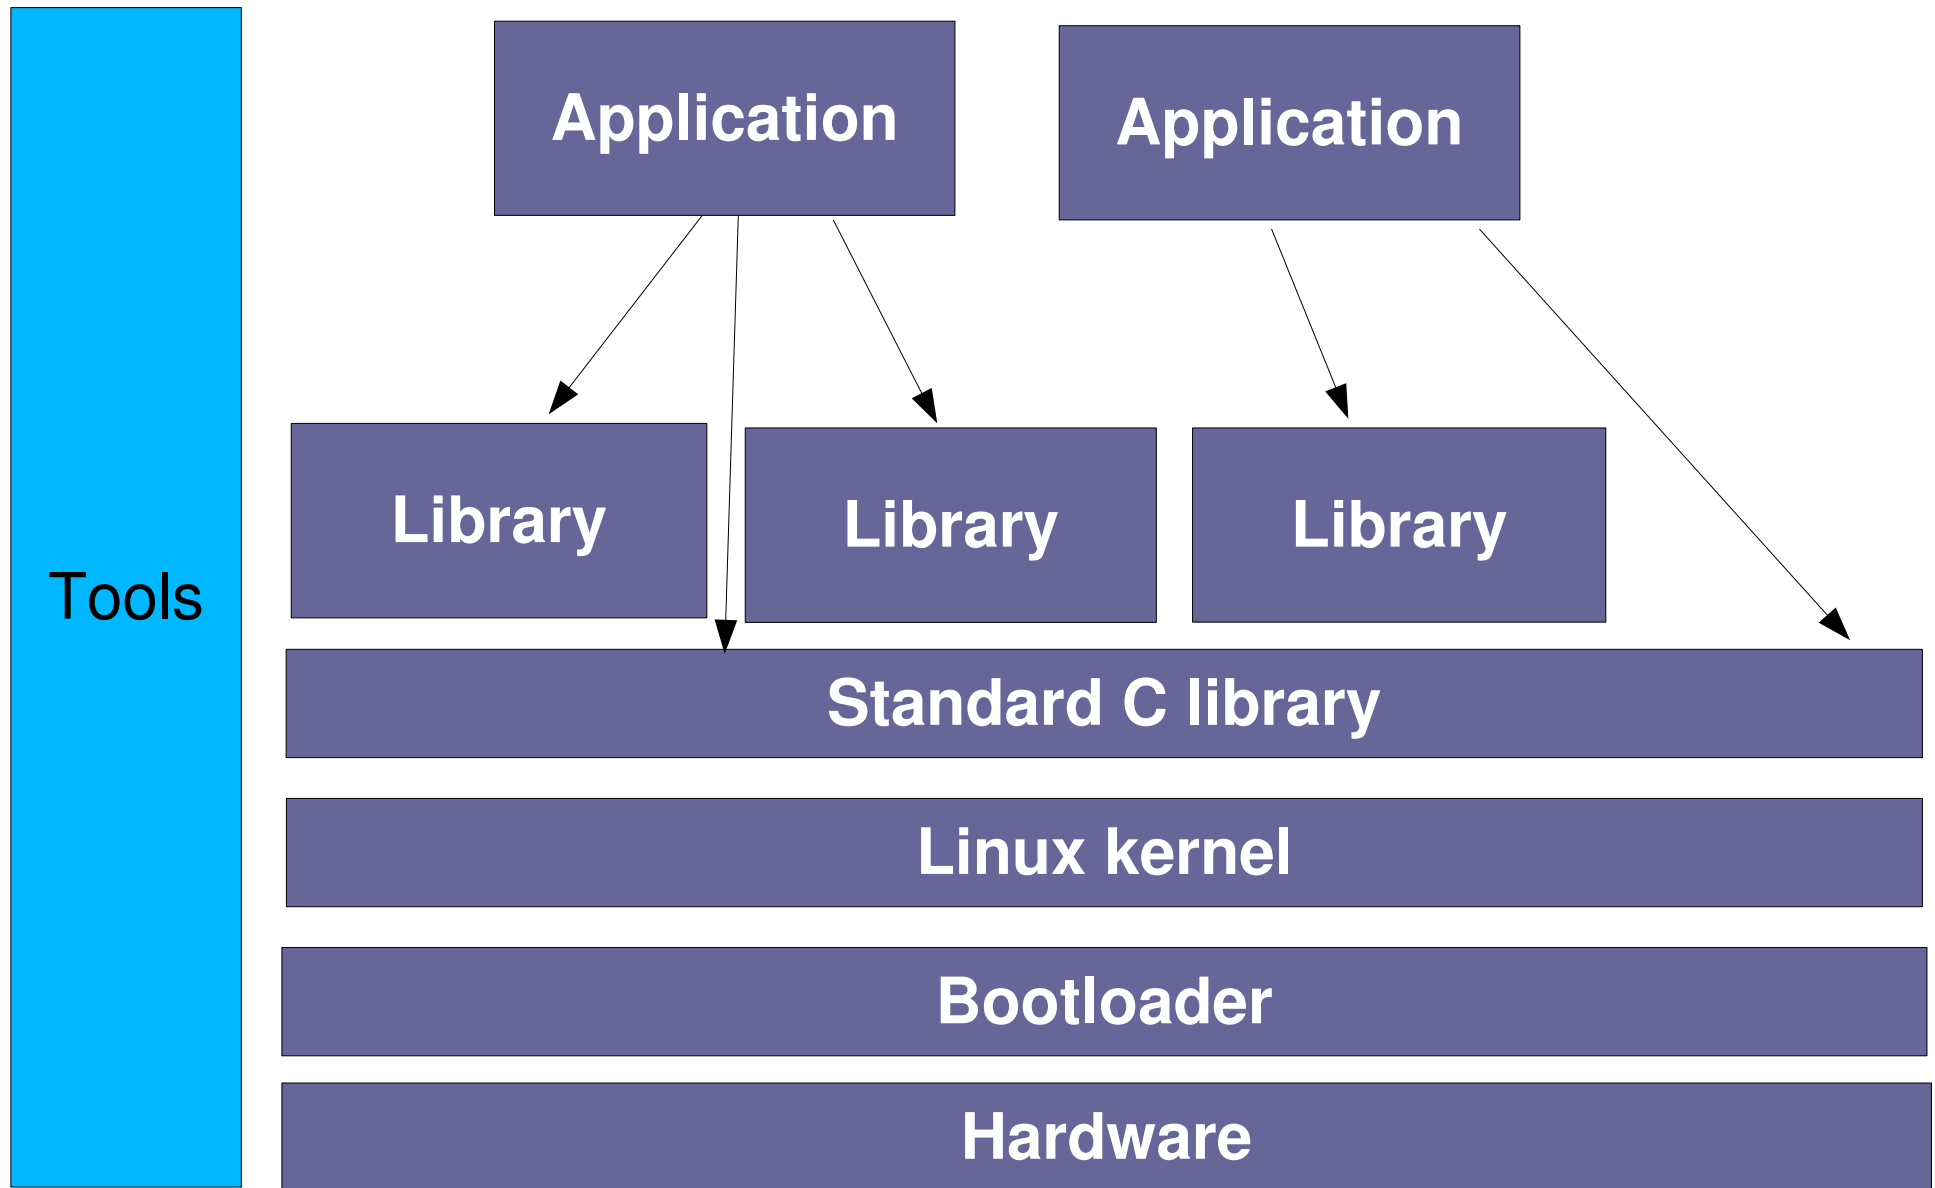 Application
Application
Library
Library
Library
Tools
Standard C library
Linux kernel
Bootloader
Hardware